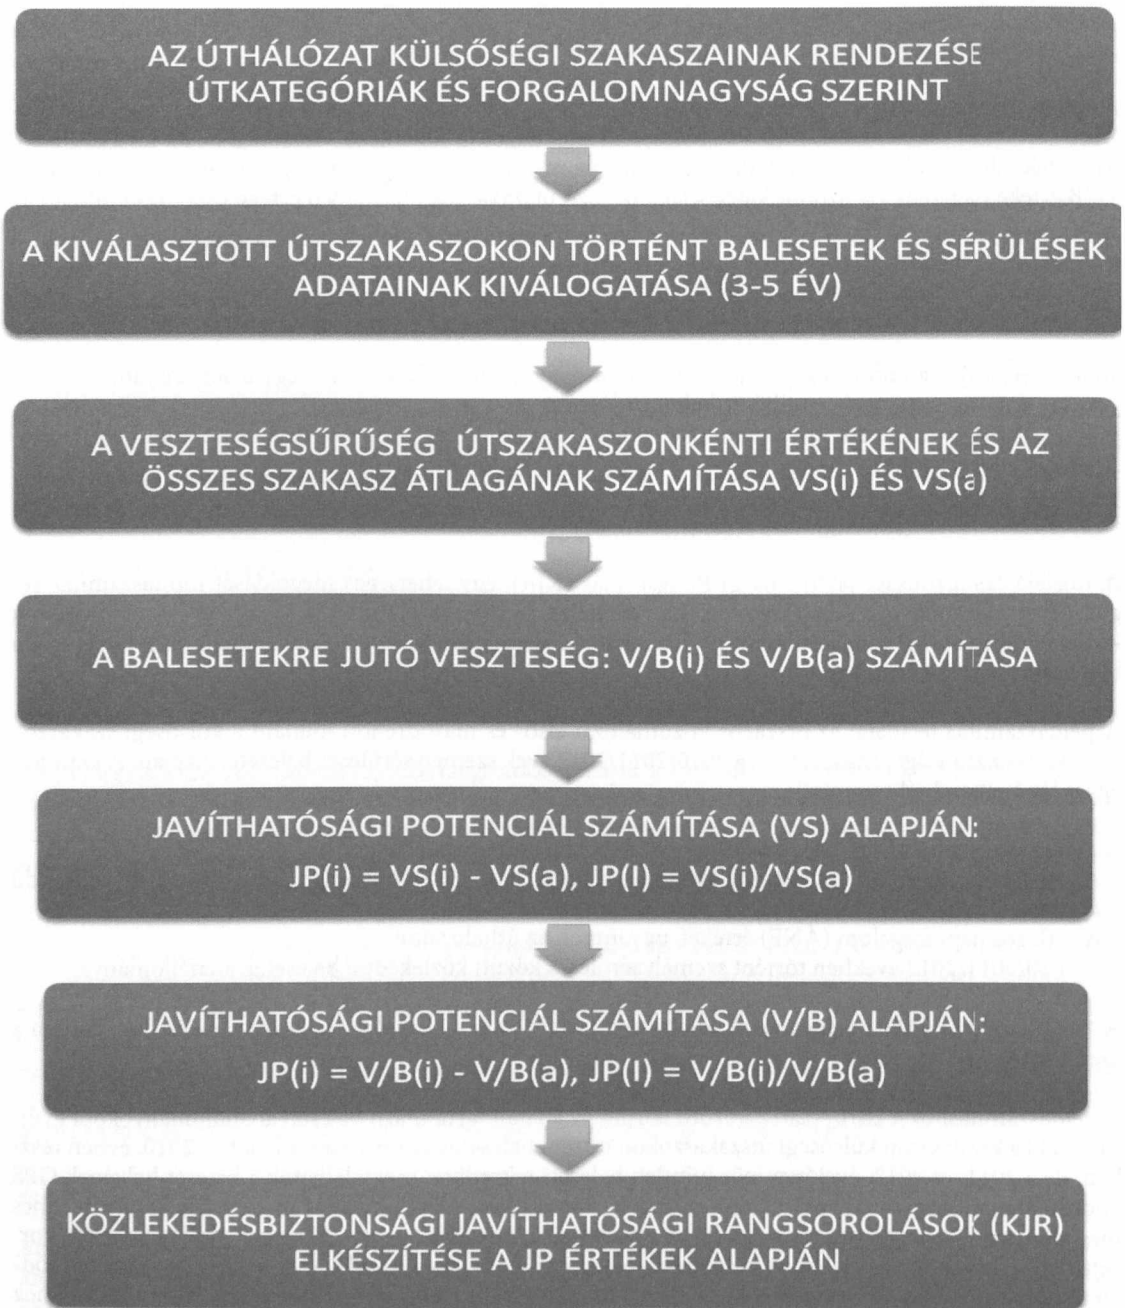 AZ ÚTHÁLÓZAT KÜLSŐSÉGI SZAKASZAINAK RENDEZÉSE
ÚTKATEGÓRIÁK ÉS FORGALOMNAGYSÁG SZERINT
A KIVÁLASZTOTT ÚTSZAKASZOKON TÖRTÉNT BALESETEK ÉS SÉRÜLÉSEK
ADATAINAK KIVÁLOGATÁSA (3-5 ÉV)
A VESZTESÉGSŰRŰSÉG ÚTSZAKASZONKÉNTI ÉRTÉKÉNEK ÉS AZ
ÖSSZES SZAKASZ ÁTLAGÁNAK SZÁMÍTÁSA VS(i) ÉS VS(a)
A BALESETEKRE JUTÓ VESZTESÉG: V/B(i) ÉS V/B(a) SZÁMÍTÁSA
JAVÍTHATÓSÁGI POTENCIÁL SZÁMÍTÁSA (VS) ALAPJÁN:
JP(i) = VS(i) - VS(a), JP(I) = VS(i)/VS(a)
JAVÍTHATÓSÁGI POTENCIÁL SZÁMÍTÁSA (V/B) ALAPJÁN:
JP(i) = V/B(i) - V/B(a), JP(I) = V/B(i)/V/B(a)
KÖZLEKEDÉSBIZTONSÁGI JAVÍTHATÓSÁGI RANGSOROLÁSOK (KJR)
ELKÉSZÍTÉSE A JP ÉRTÉKEK ALAPJÁN